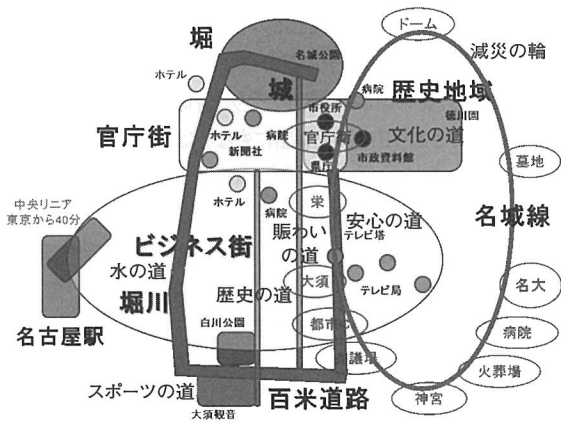 ドーム
堀
名城公園
減災の輪
ホテル
城
病院
歴史地域
市役所
徳川園
官庁街
ホテル
病院
官庁街
文化の道
新聞社
県庁
市政資料館
墓地
ホテル
病院
栄
安心の道
名城線
中央リニア
東京から40分
賑わい
の道
テレビ塔
ビジネス街
水の道
歴史の道
大須
テレビ局
名大
堀川
名古屋駅
白川公園
都市心
病院
スポーツの道
百米道路
火葬場
大須観音
神宮